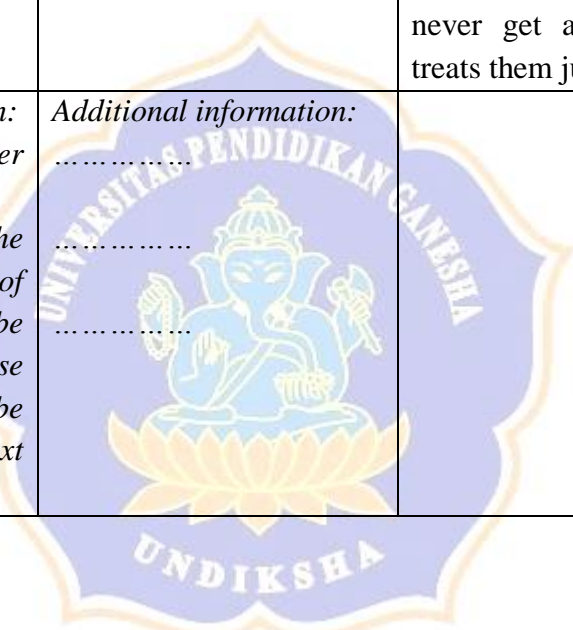 never get a
treats them ju
n:
er
he
of
be
se
be
xt
Additional information:
……………
……………
……………
UNIVERSITAS PENDIDIKAN GANESHA
UNDIKSHA